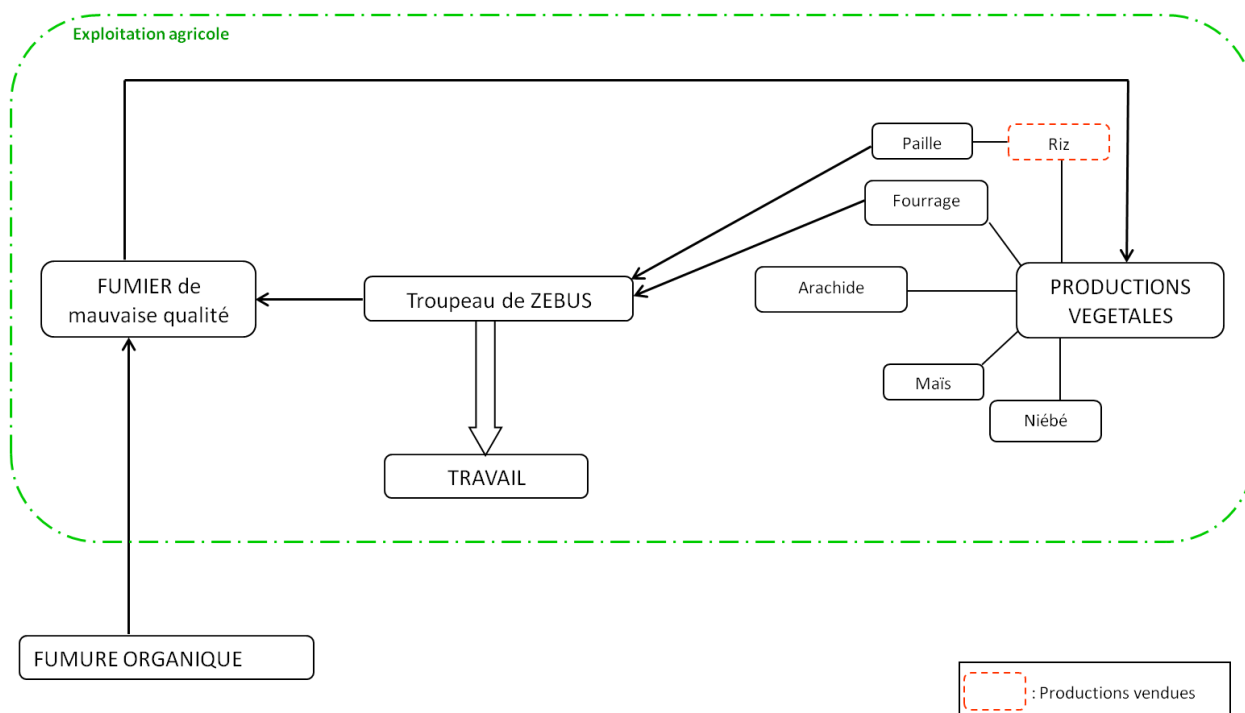 Exploitation agricole
Paille
Riz
Fourrage
FUMIER de
mauvaise qualité
Troupeau de ZEBUS
Arachide
PRODUCTIONS
VEGETALES
Maïs
Niébé
TRAVAIL
FUMURE ORGANIQUE
: Productions vendues